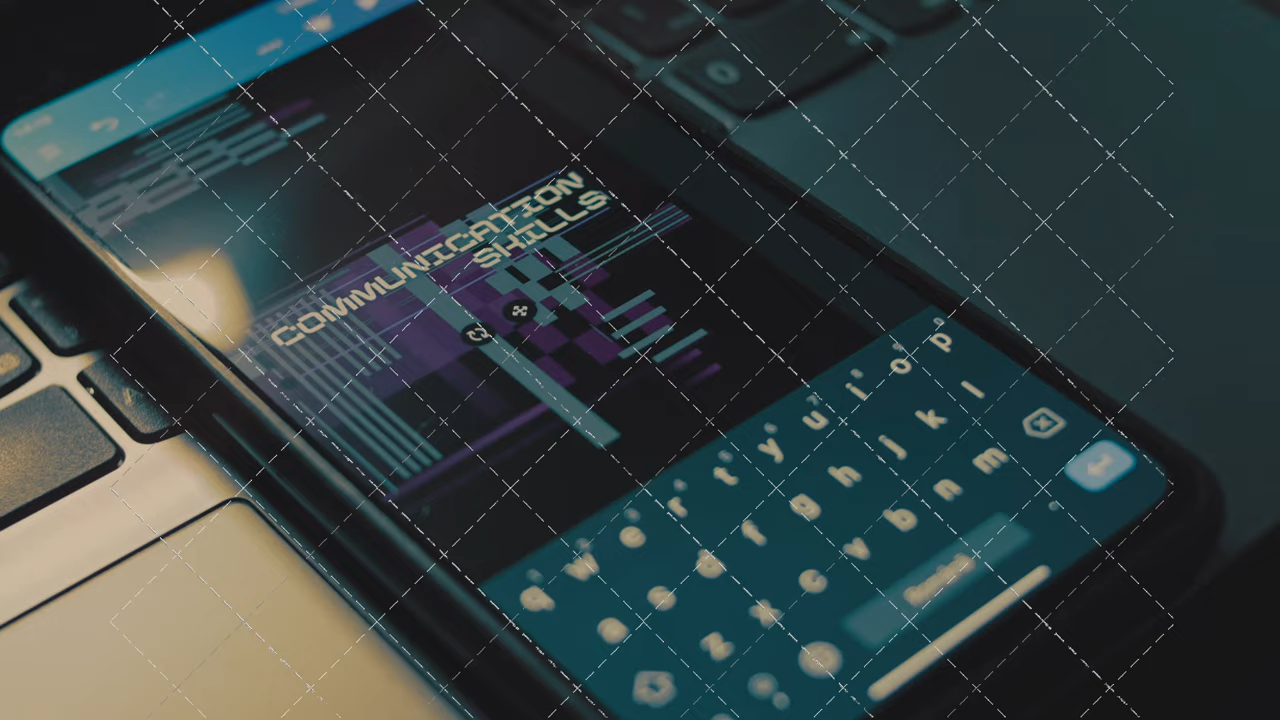 COMMUNICATION
SKILLS
q w e r t y u i o p
a s d f g h j k l
z x c v b n m